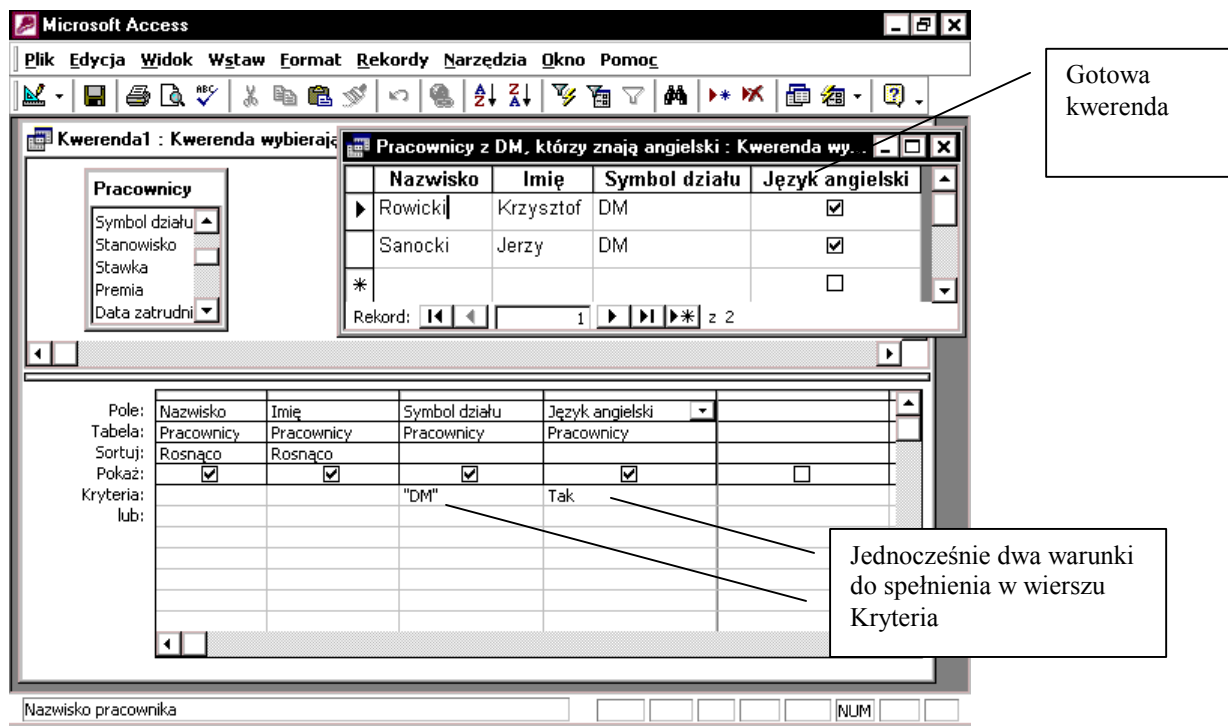 Microsoft Access
Plik Edycja Widok Wstaw Format Rekordy Narzędzia Okno Pomoc
Gotowa
kwerenda
Kwerenda1 : Kwerenda wybierają
Pracownicy z DM, którzy znają angielski : Kwerenda wy. . .
Nazwisko Imię Symbol działu Język angielski
Rowicki Krzysztof DM
Sanocki Jerzy DM
Rekord: 1 z 2
Pracownicy
Symbol działu
Stanowisko
Stawka
Premia
Data zatrudni
Pole: Nazwisko Imię Symbol działu Język angielski
Tabela: Pracownicy Pracownicy Pracownicy Pracownicy
Sortuj: Rosnąco Rosnąco
Pokaż:
Kryteria: "DM" Tak
lub:
Jednocześnie dwa warunki
do spełnienia w wierszu
Kryteria
Nazwisko pracownika NUM